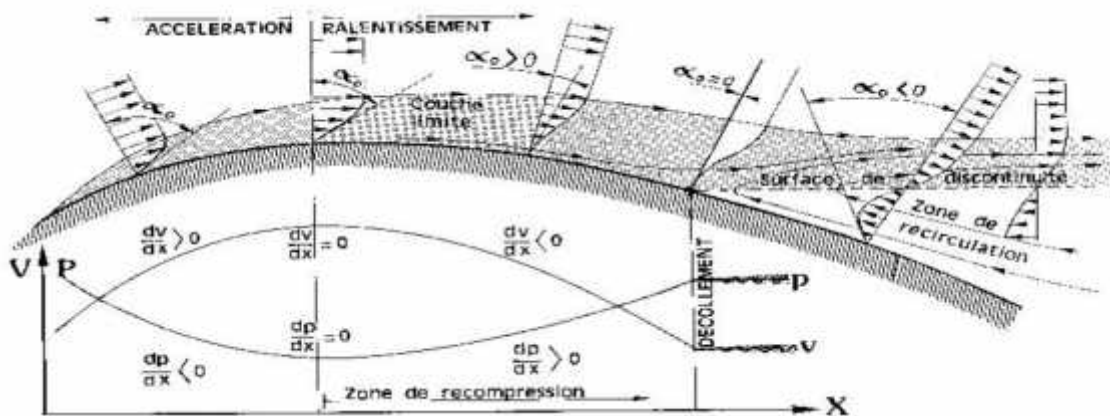 ACCELERATION
RALENTISSEMENT
α₀
α₀
α₀>0
α₀=0
α₀<0
Couche
limite
Surface de discontinuité
Zone de
recirculation
V P
dv/dx>0
dv/dx=0
dv/dx<0
dp/dx<0
dp/dx=0
dp/dx>0
DECOLLEMENT
P
V
Zone de recompression
X